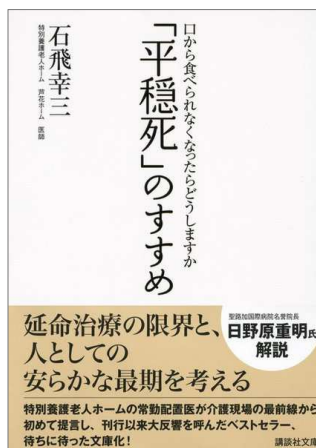 口から食べられなくなったらどうしますか
「平穏死」のすすめ
石飛幸三
特別養護老人ホーム 芦花ホーム 医師
延命治療の限界と、
人としての
安らかな最期を考える
聖路加国際病院名誉院長
日野原重明氏
解説
特別養護老人ホームの常勤配置医が介護現場の最前線から
初めて提言し、刊行以来大反響を呼んだベストセラー、
待ちに待った文庫化！
講談社文庫